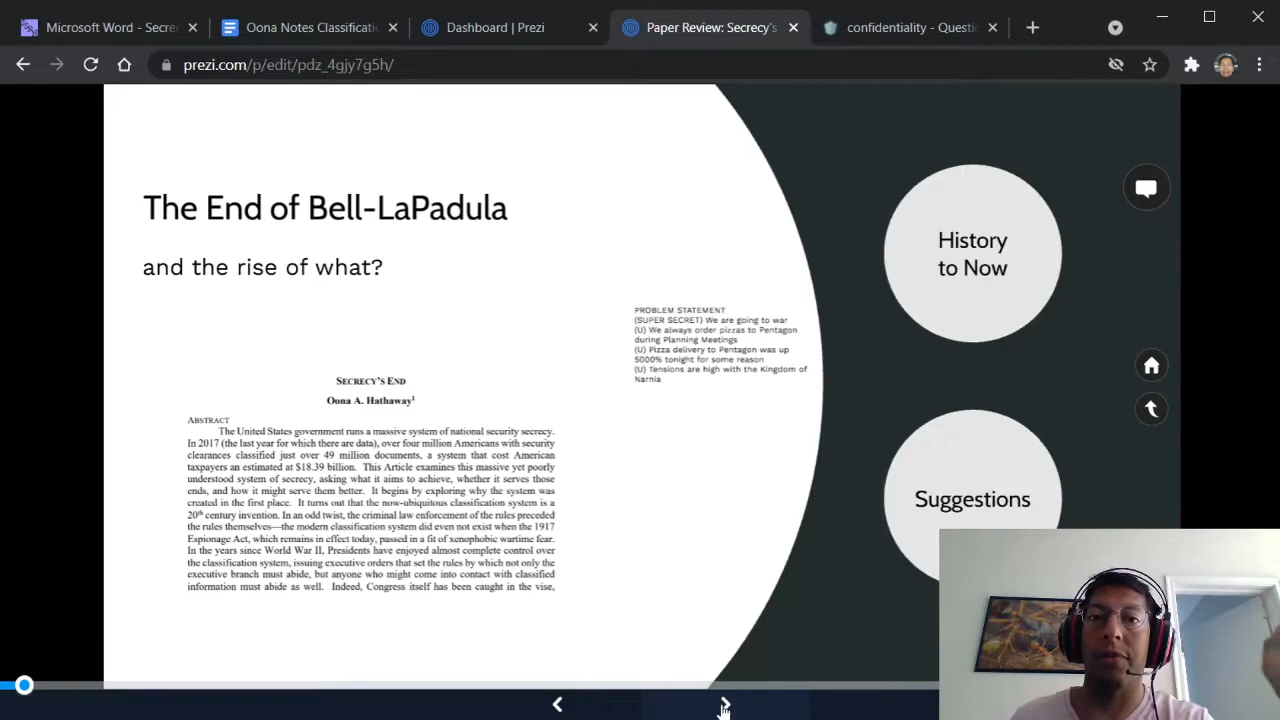 Microsoft Word - Secre
Oona Notes Classificati
Dashboard | Prezi
Paper Review: Secrecy's
confidentiality - Questi
prezi.com/p/edit/pdz_4gjy7g5h/
The End of Bell-LaPadula
and the rise of what?
History
to Now
PROBLEM STATEMENT
(SUPER SECRET) We are going to war
(U) We always order pizzas to Pentagon
during Planning Meetings
(U) Pizza delivery to Pentagon was up
5000% tonight for some reason
(U) Tensions are high with the Kingdom of
Narnia
SECRECY'S END
Oona A. Hathaway1
ABSTRACT
The United States government runs a massive system of national security secrecy.
In 2017 (the last year for which there are data), over four million Americans with security
clearances classified just over 49 million documents, a system that cost American
taxpayers an estimated at $18.39 billion. This Article examines this massive yet poorly
understood system of secrecy, asking what it aims to achieve, whether it serves those
ends, and how it might serve them better. It begins by exploring why the system was
created in the first place. It turns out that the now-ubiquitous classification system is a
20th century invention. In an odd twist, the criminal law enforcement of the rules preceded
the rules themselves—the modern classification system did even not exist when the 1917
Espionage Act, which remains in effect today, passed in a fit of xenophobic wartime fear.
In the years since World War II, Presidents have enjoyed almost complete control over
the classification system, issuing executive orders that set the rules by which not only the
executive branch must abide, but anyone who might come into contact with classified
information must abide as well. Indeed, Congress itself has been caught in the vise,
Suggestions